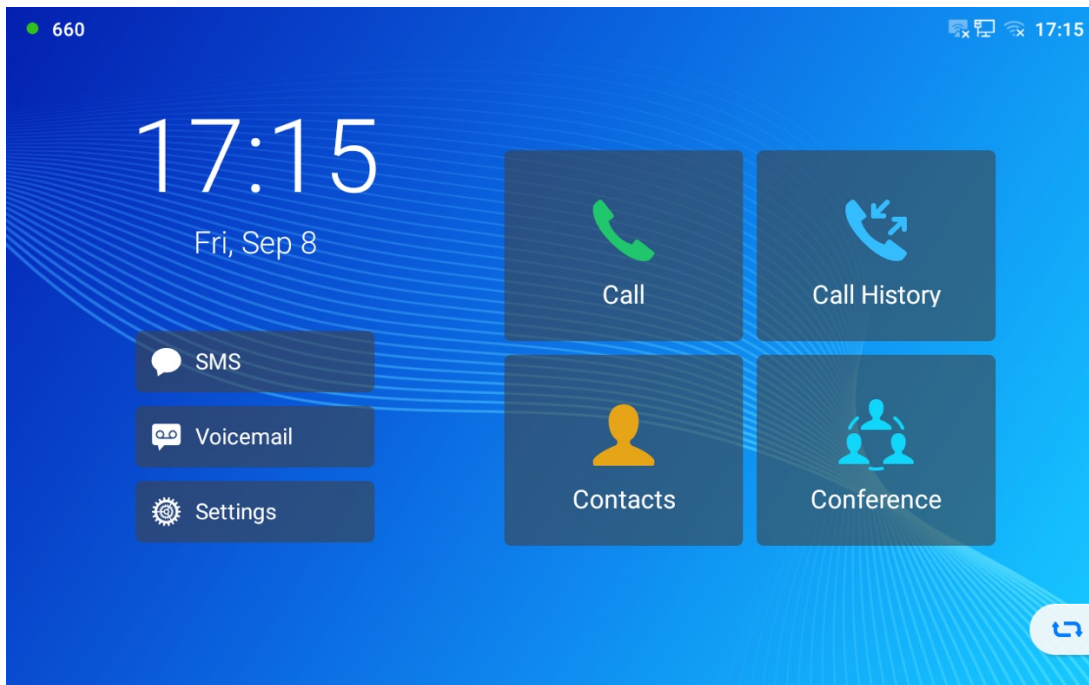 660
17:15
17:15
Fri, Sep 8
SMS
Voicemail
Settings
Call
Call History
Contacts
Conference